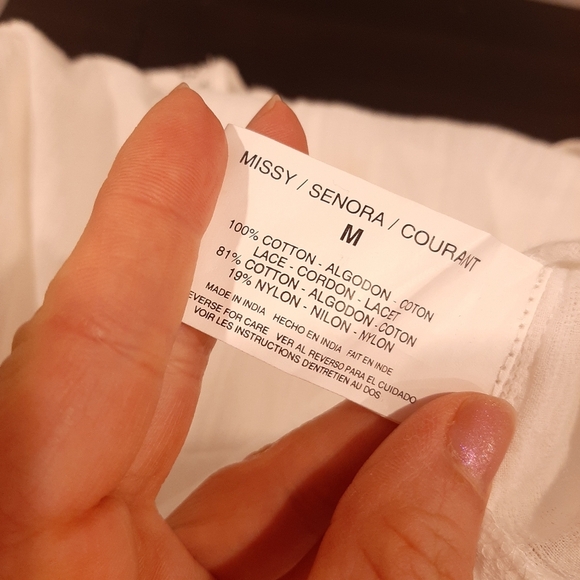 MISSY / SENORA / COURANT
M
100% COTTON - ALGODON - COTON
LACE - CORDON - LACET
81% COTTON - ALGODON - COTON
19% NYLON - NILON - NYLON
MADE IN INDIA HECHO EN INDIA FAIT EN INDE
EVERSE FOR CARE VER AL REVERSO PARA EL CUIDADO
VOIR LES INSTRUCTIONS D'ENTRETIEN AU DOS